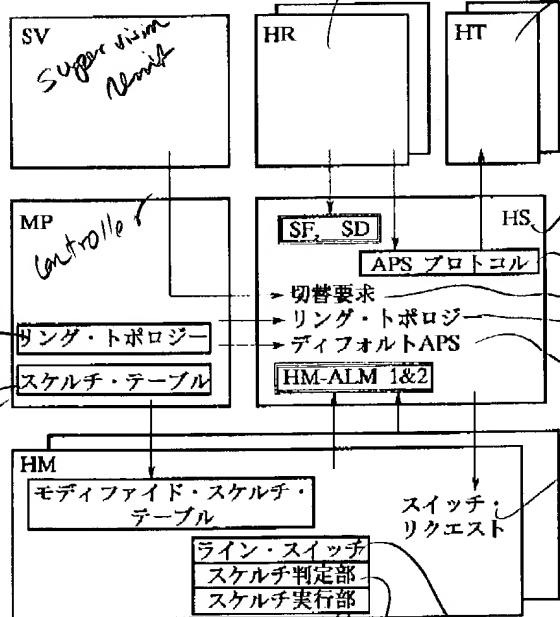 SV
Supervision
Unit
HR
HT
MP
Controller
リング・トポロジー
スケルチ・テーブル
HS
SF, SD
APS プロトコル
切替要求
リング・トポロジー
ディフォルトAPS
HM-ALM 1&2
HM
モディファイド・スケルチ・
テーブル
スイッチ・
リクエスト
ライン・スイッチ
スケルチ判定部
スケルチ実行部